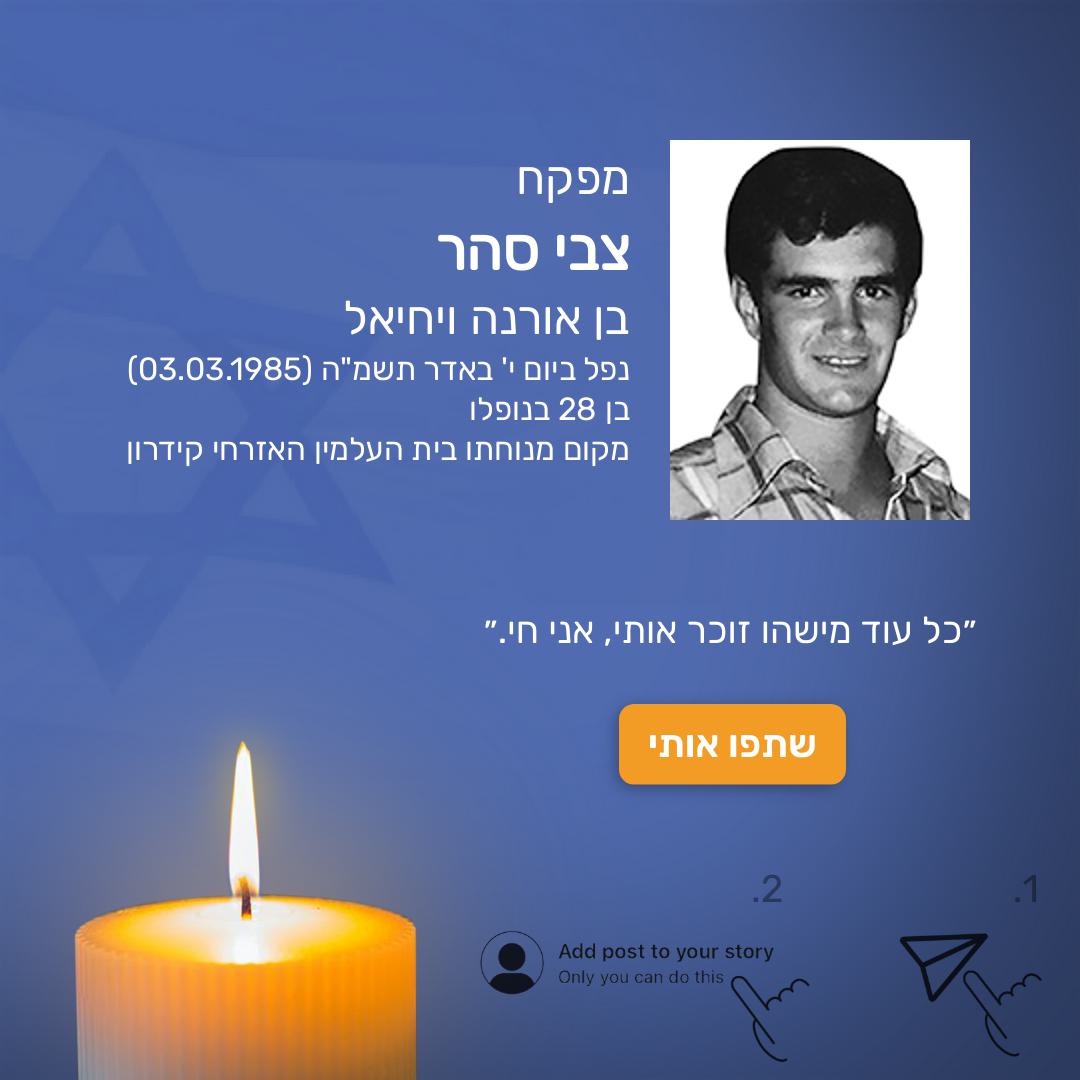 מפקח
צבי סהר
בן אורנה ויחיאל
נפל ביום י' באדר תשמ"ה (03.03.1985)
בן 28 בנופלו
מקום מנוחתו בית העלמין האזרחי קידרון
״כל עוד מישהו זוכר אותי, אני חי.״
שתפו אותי
1.
2.
Add post to your story
Only you can do this